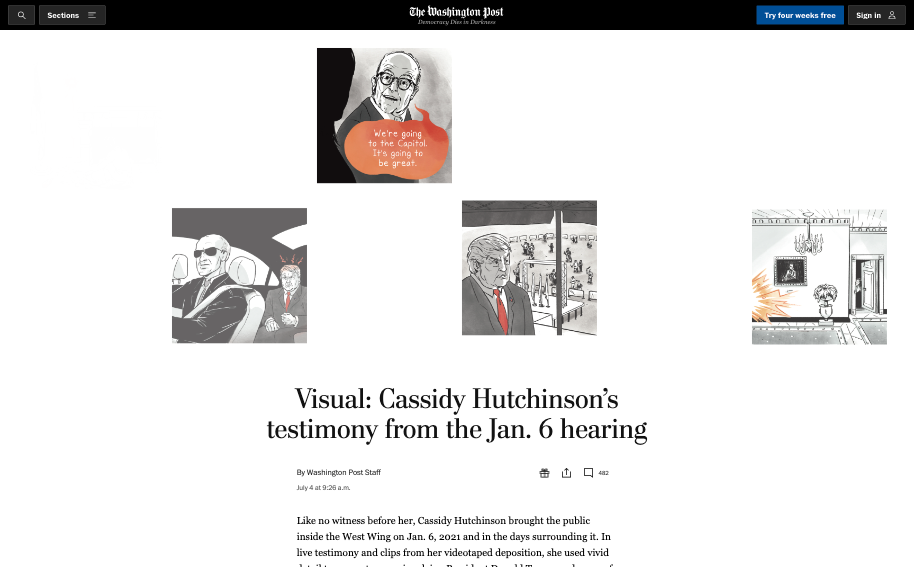 Sections
The Washington Post
Democracy Dies in Darkness
Try four weeks free
Sign in
We're going
to the Capitol.
It's going to
be great.
Visual: Cassidy Hutchinson's
testimony from the Jan. 6 hearing
By Washington Post Staff
482
July 4 at 9:26 a.m.
Like no witness before her, Cassidy Hutchinson brought the public
inside the West Wing on Jan. 6, 2021 and in the days surrounding it. In
live testimony and clips from her videotaped deposition, she used vivid